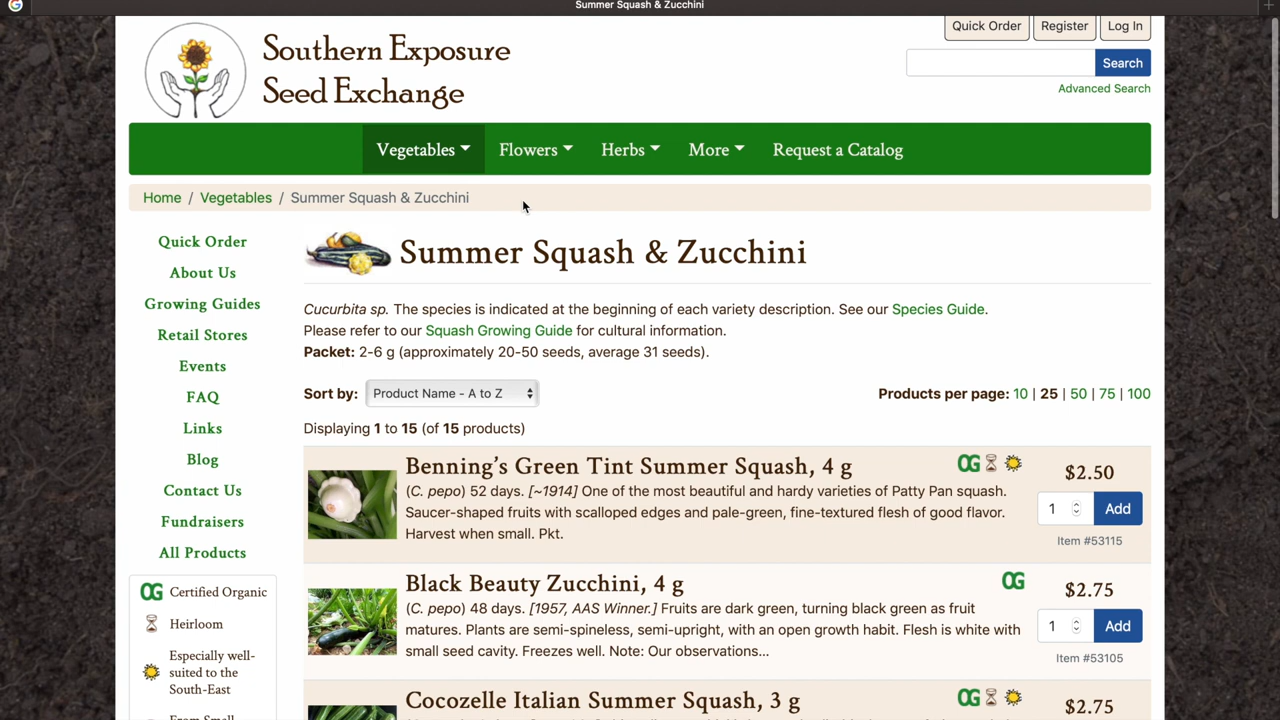 Summer Squash & Zucchini
Southern Exposure
Seed Exchange
Quick Order
Register
Log In
Search
Advanced Search
Vegetables
Flowers
Herbs
More
Request a Catalog
Home / Vegetables / Summer Squash & Zucchini
Quick Order
About Us
Growing Guides
Retail Stores
Events
FAQ
Links
Blog
Contact Us
Fundraisers
All Products
OG Certified Organic
Heirloom
Especially well-
suited to the
South-East
From Small
Summer Squash & Zucchini
Cucurbita sp. The species is indicated at the beginning of each variety description. See our Species Guide.
Please refer to our Squash Growing Guide for cultural information.
Packet: 2-6 g (approximately 20-50 seeds, average 31 seeds).
Sort by: Product Name - A to Z
Products per page: 10 | 25 | 50 | 75 | 100
Displaying 1 to 15 (of 15 products)
Benning's Green Tint Summer Squash, 4 g
OG
(C. pepo) 52 days. [~1914] One of the most beautiful and hardy varieties of Patty Pan squash.
Saucer-shaped fruits with scalloped edges and pale-green, fine-textured flesh of good flavor.
Harvest when small. Pkt.
$2.50
1 Add
Item #53115
Black Beauty Zucchini, 4 g
OG
(C. pepo) 48 days. [1957, AAS Winner.] Fruits are dark green, turning black green as fruit
matures. Plants are semi-spineless, semi-upright, with an open growth habit. Flesh is white with
small seed cavity. Freezes well. Note: Our observations...
$2.75
1 Add
Item #53105
Cocozelle Italian Summer Squash, 3 g
OG
$2.75